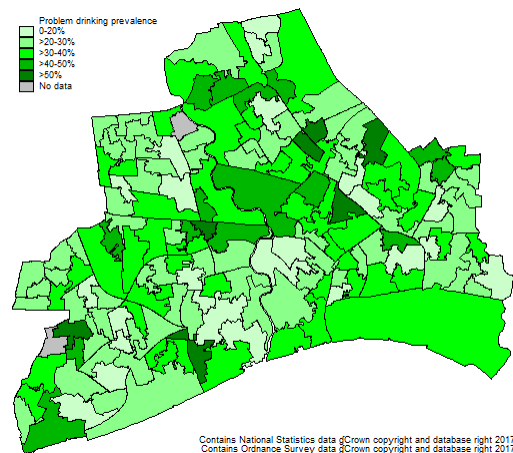 Problem drinking prevalence
0-20%
>20-30%
>30-40%
>40-50%
>50%
No data
Contains National Statistics data ₫Crown copyright and database right 2017
Contains Ordnance Survey data ₫Crown copyright and database right 2017